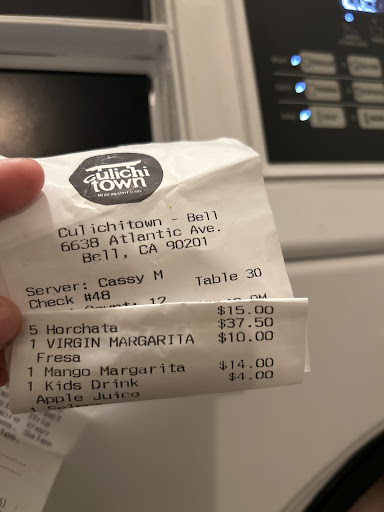 Culichi
town
Culichitown - Bell
6638 Atlantic Ave.
Bell, CA 90201
Server: Cassy M Table 30
Check #48
$15.00
5 Horchata $37.50
1 VIRGIN MARGARITA $10.00
Fresa
1 Mango Margarita $14.00
1 Kids Drink $4.00
Apple Juice